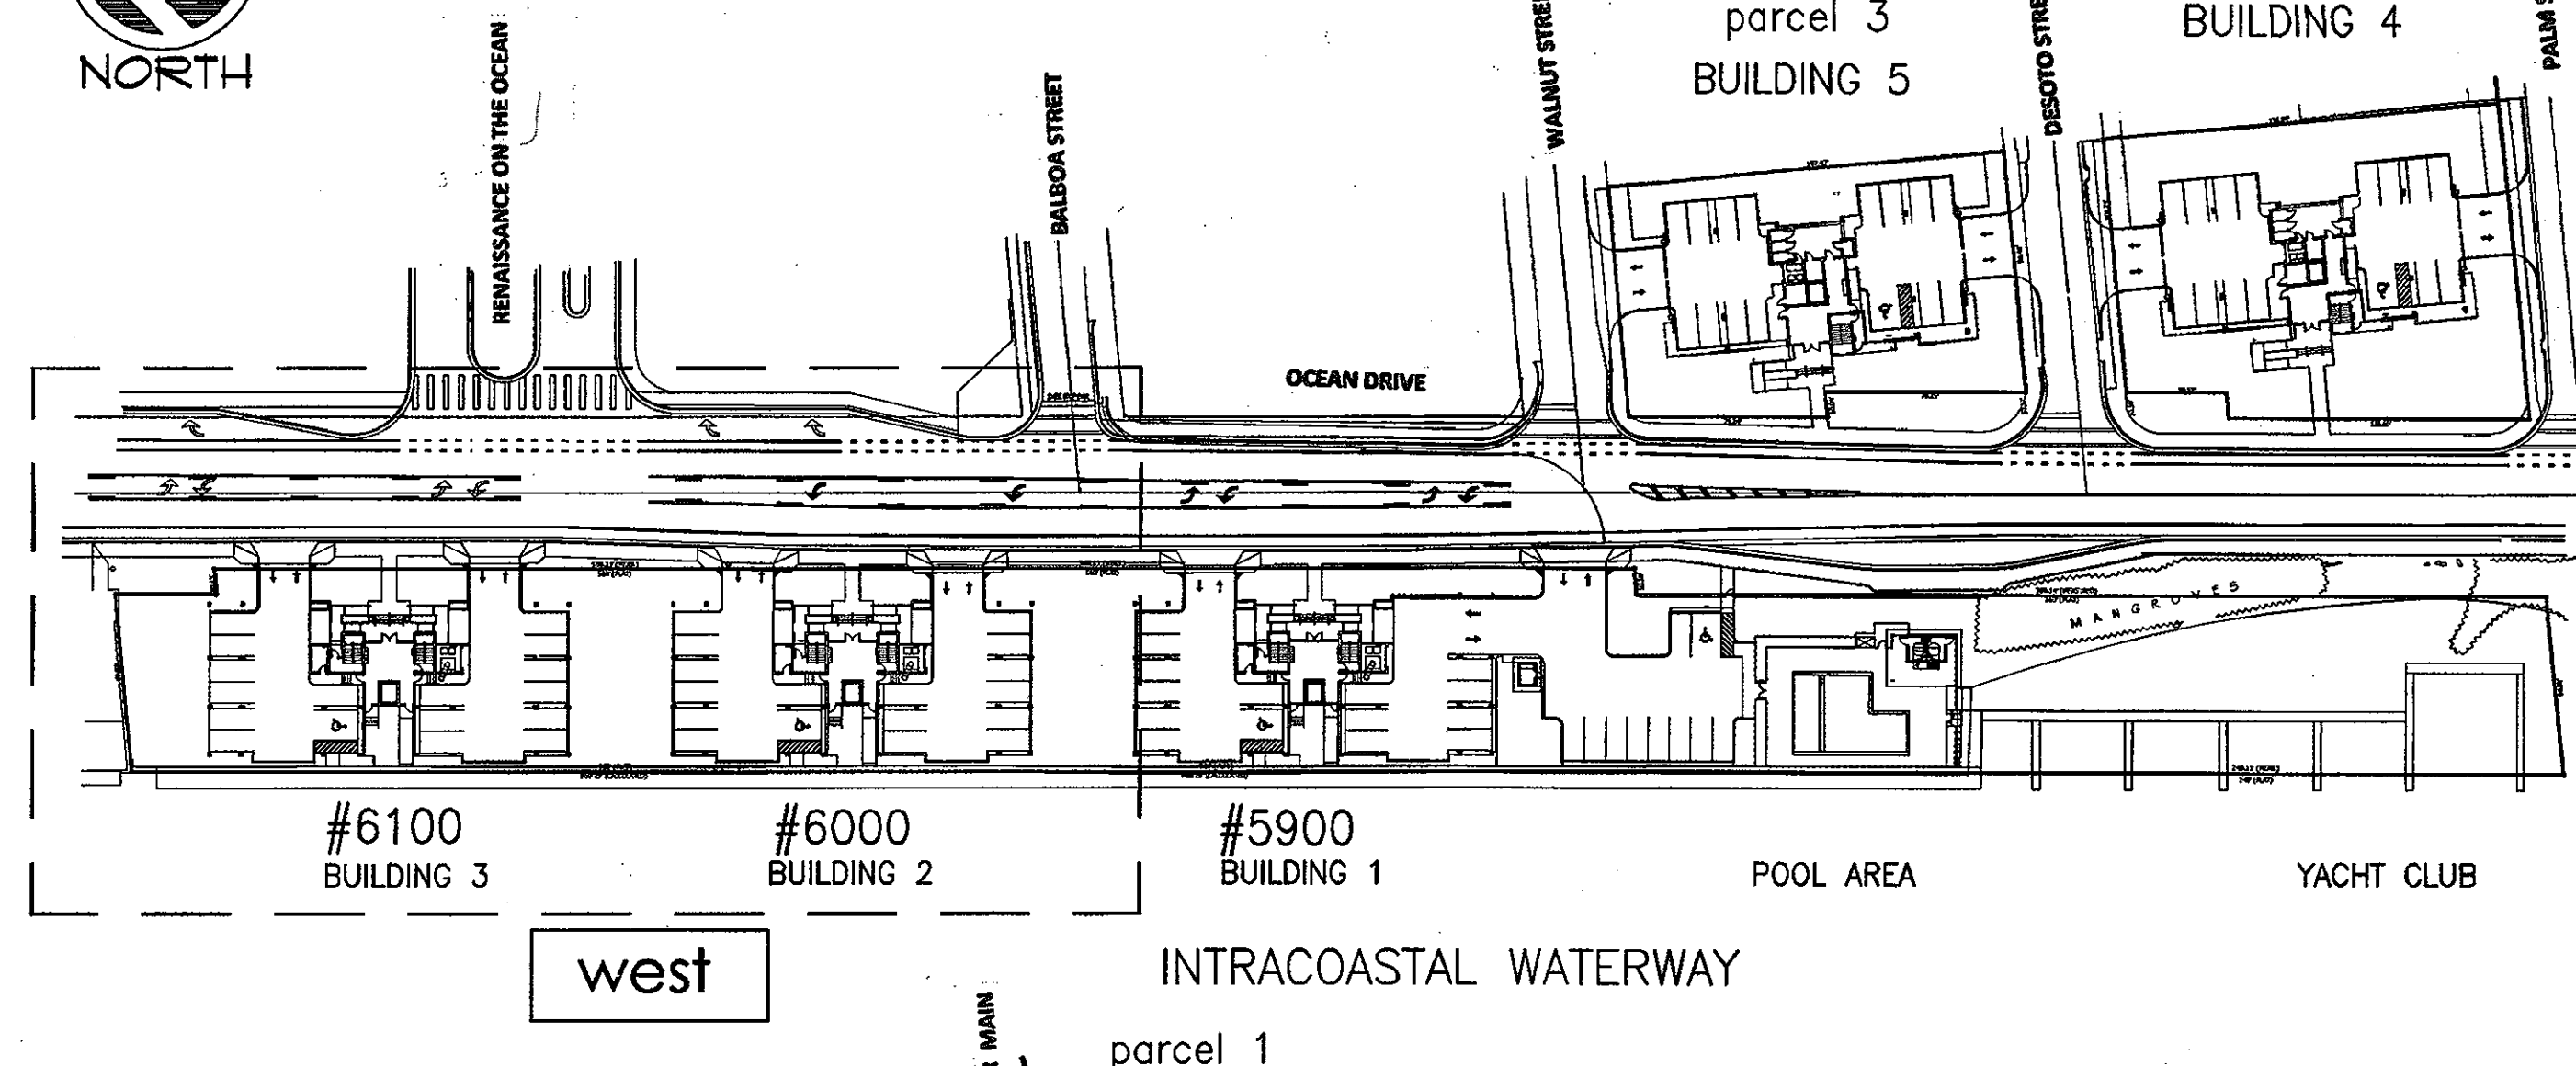 NORTH
RENAISSANCE ON THE OCEAN
BALBOA STREET
WALNUT STRE
parcel 3
BUILDING 5
DESOTO STRE
BUILDING 4
PALM
OCEAN DRIVE
MANGROVES
#6100
BUILDING 3
#6000
BUILDING 2
#5900
BUILDING 1
POOL AREA
YACHT CLUB
west
INTRACOASTAL WATERWAY
MAIN
parcel 1